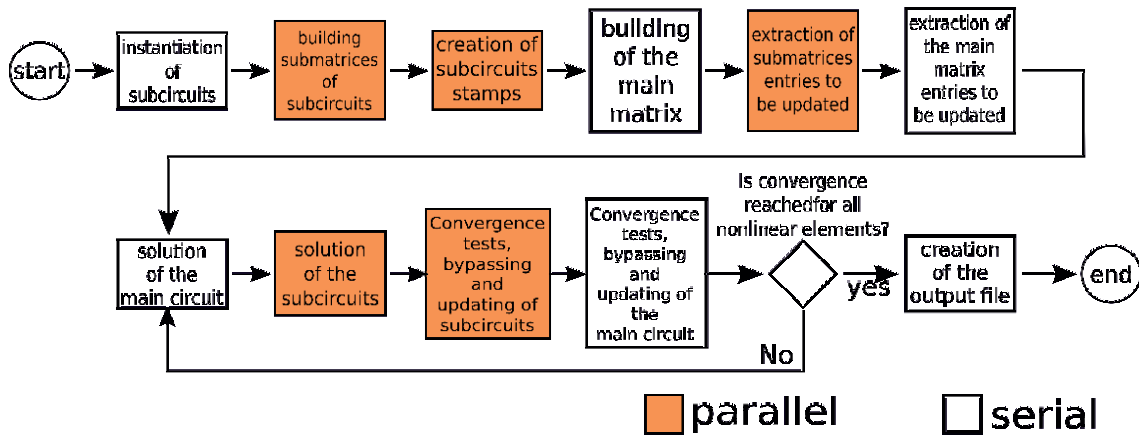 start
instantiation
of
subcircuits
building
submatrices
of
subcircuits
creation of
subcircuits
stamps
building
of the
main
matrix
extraction of
submatrices
entries to
be updated
extraction of
the main
matrix
entries to
be updated
solution
of the
main circuit
solution
of the
subcircuits
Convergence
tests,
bypassing
and
updating of
subcircuits
Convergence
tests,
bypassing
and
updating of
the
main circuit
Is convergence
reachedfor all
nonlinear elements?
yes
No
creation
of the
output file
end
parallel
serial